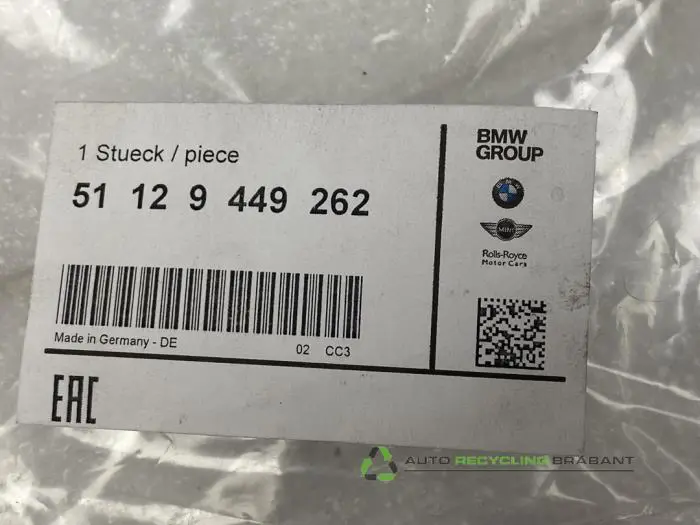 1 Stueck / piece
51 12 9 449 262
Made in Germany - DE
02 CC3
EAC
BMW
GROUP
BMW
MINI
Rolls-Royce
Motor Cars
AUTO RECYCLING BRABANT